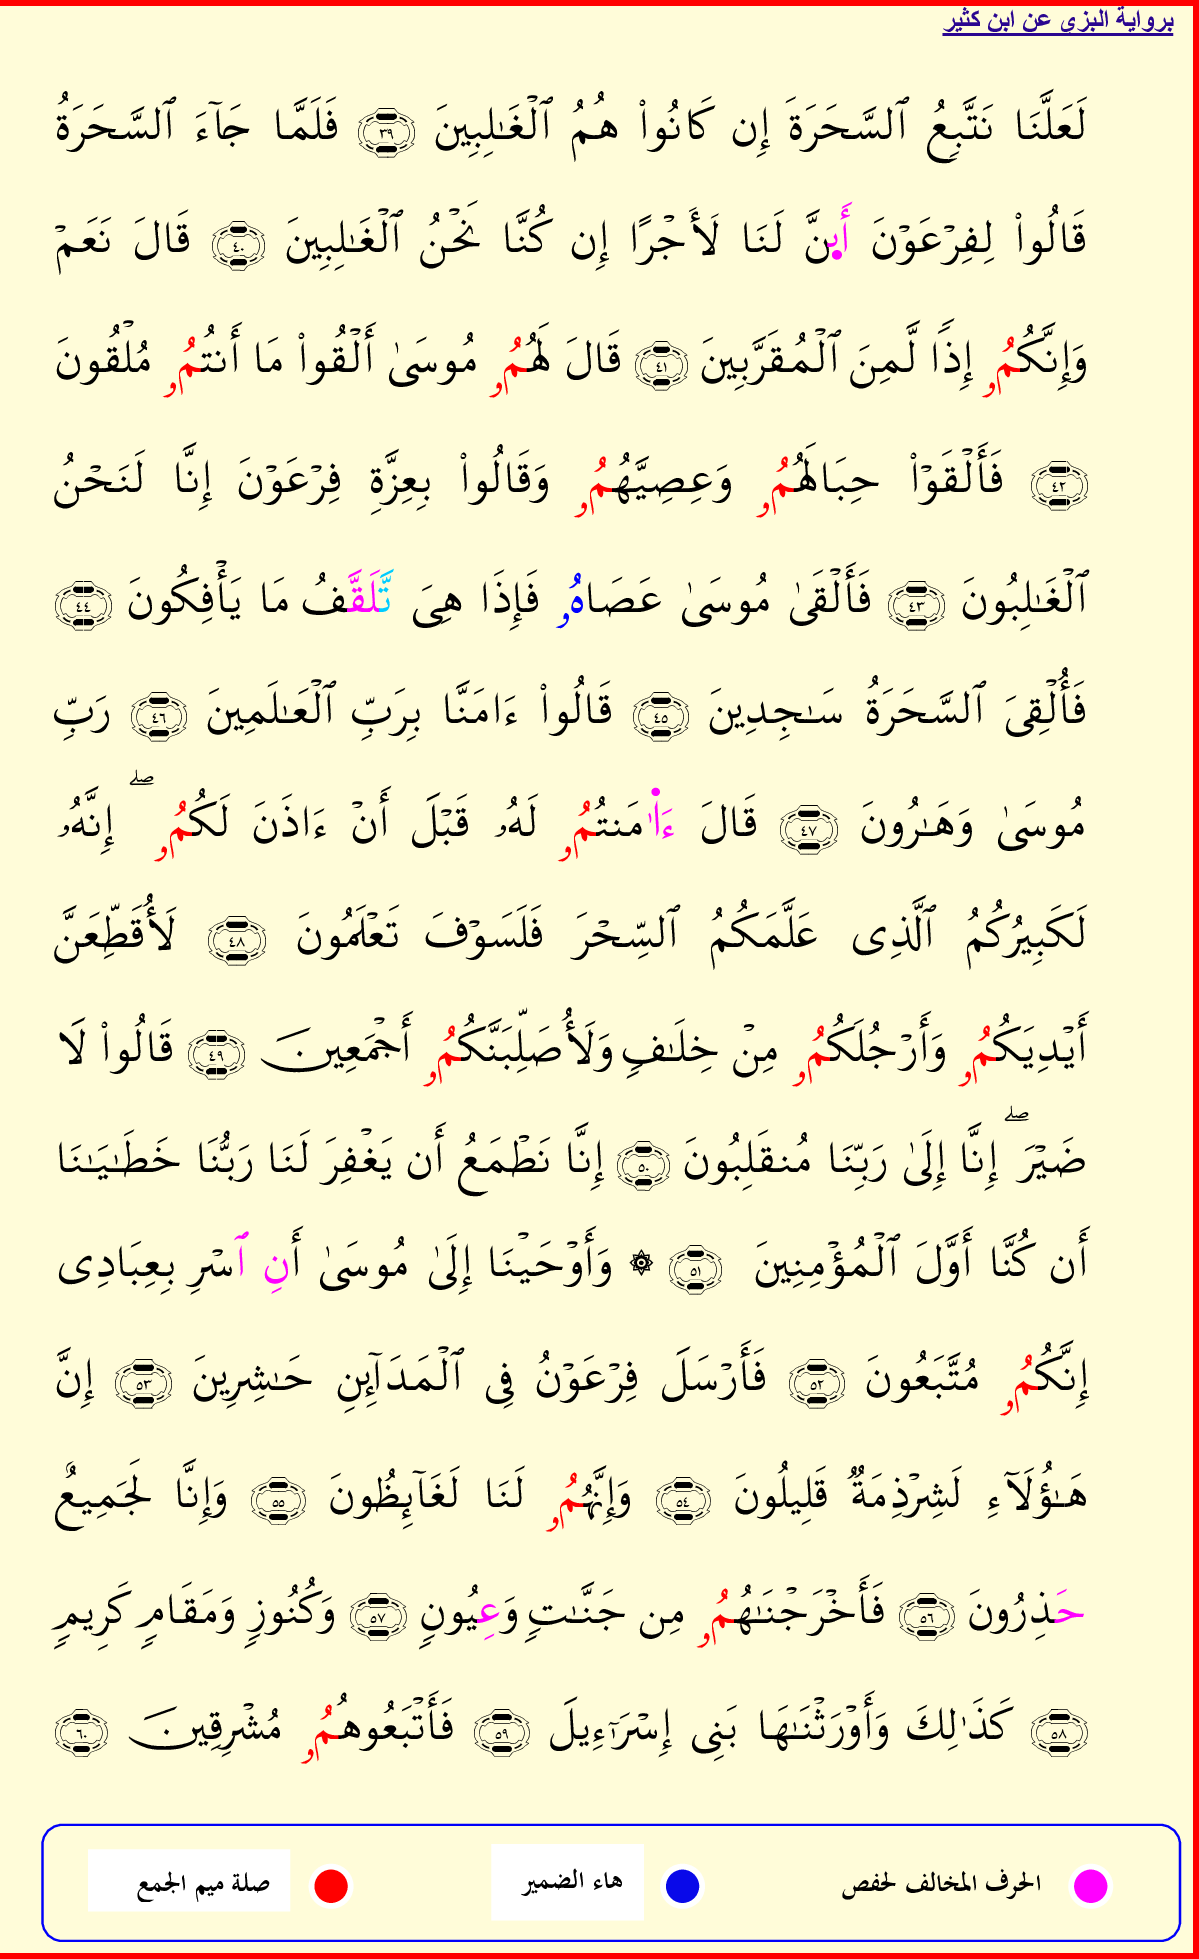 برواية البزى عن ابن كثير
لَعَلَّنَا نَتَّبِعُ ٱلسَّحَرَةَ إِن كَانُوا۟ هُمُ ٱلۡغَـٰلِبِينَ ٣٩ فَلَمَّا جَآءَ ٱلسَّحَرَةُ
قَالُوا۟ لِفِرۡعَوۡنَ أَى۪نَّ لَنَا لَأَجۡرًا إِن كُنَّا نَحۡنُ ٱلۡغَـٰلِبِينَ ٤٠ قَالَ نَعَمۡ
وَإِنَّكُمُۥ إِذًا لَّمِنَ ٱلۡمُقَرَّبِينَ ٤١ قَالَ لَهُمُۥ مُوسَىٰ أَلۡقُوا۟ مَا أَنتُمُۥ مُلۡقُونَ
٤٢ فَأَلۡقَوۡا۟ حِبَالَهُمُۥ وَعِصِيَّهُمُۥ وَقَالُوا۟ بِعِزَّةِ فِرۡعَوۡنَ إِنَّا لَنَحۡنُ
ٱلۡغَـٰلِبُونَ ٤٣ فَأَلۡقَىٰ مُوسَىٰ عَصَاهُۥ فَإِذَا هِىَ تَّلَقَّفُ مَا يَأۡفِكُونَ ٤٤
فَأُلۡقِىَ ٱلسَّحَرَةُ سَـٰجِدِينَ ٤٥ قَالُوا۟ ءَامَنَّا بِرَبِّ ٱلۡعَـٰلَمِينَ ٤٦ رَبِّ
مُوسَىٰ وَهَـٰرُونَ ٤٧ قَالَ ءَاٰ۬مَنتُمُۥ لَهُۥ قَبۡلَ أَنۡ ءَاذَنَ لَكُمُۥ ۖ إِنَّهُۥ
لَكَبِيرُكُمُ ٱلَّذِى عَلَّمَكُمُ ٱلسِّحۡرَ فَلَسَوۡفَ تَعۡلَمُونَ ٤٨ لَأُقَطِّعَنَّ
أَيۡدِيَكُمُۥ وَأَرۡجُلَكُمُۥ مِنۡ خِلَـٰفٍ وَلَأُصَلِّبَنَّكُمُۥ أَجۡمَعِينَ ٤٩ قَالُوا۟ لَا
ضَيۡرَ ۖ إِنَّا إِلَىٰ رَبِّنَا مُنقَلِبُونَ ٥٠ إِنَّا نَطۡمَعُ أَن يَغۡفِرَ لَنَا رَبُّنَا خَطَـٰيَـٰنَا
أَن كُنَّا أَوَّلَ ٱلۡمُؤۡمِنِينَ ٥١ ۞ وَأَوۡحَيۡنَا إِلَىٰ مُوسَىٰ أَنِ ٱسۡرِ بِعِبَادِى
إِنَّكُمُۥ مُتَّبَعُونَ ٥٢ فَأَرۡسَلَ فِرۡعَوۡنُ فِى ٱلۡمَدَآئِنِ حَـٰشِرِينَ ٥٣ إِنَّ
هَـٰؤُلَآءِ لَشِرۡذِمَةٌ قَلِيلُونَ ٥٤ وَإِنَّهُمُۥ لَنَا لَغَآئِظُونَ ٥٥ وَإِنَّا لَجَمِيعٌ
حَذِرُونَ ٥٦ فَأَخۡرَجۡنَـٰهُمُۥ مِن جَنَّـٰتٍ وَعِيُونٍ ٥٧ وَكُنُوزٍ وَمَقَامٍ كَرِيمٍ
٥٨ كَذَٰلِكَ وَأَوۡرَثۡنَـٰهَا بَنِى إِسۡرَٰٓءِيلَ ٥٩ فَأَتۡبَعُوهُمُۥ مُشۡرِقِينَ ٦٠
الحرف المخالف لحفص هاء الضمير صلة ميم الجمع